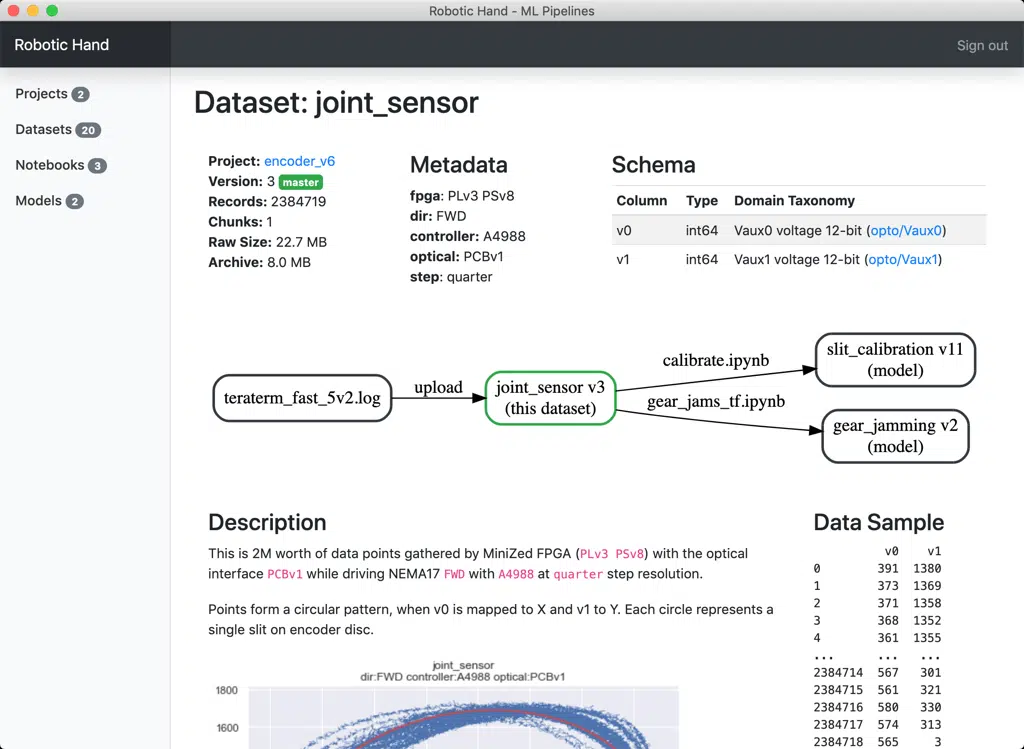 Robotic Hand - ML Pipelines
Robotic Hand
Sign out
Projects 2
Datasets 20
Notebooks 3
Models 2
Dataset: joint_sensor
Project: encoder_v6
Version: 3 master
Records: 2384719
Chunks: 1
Raw Size: 22.7 MB
Archive: 8.0 MB
Metadata
fpga: PLv3 PSv8
dir: FWD
controller: A4988
optical: PCBv1
step: quarter
Schema
Column Type Domain Taxonomy
v0 int64 Vaux0 voltage 12-bit (opto/Vaux0)
v1 int64 Vaux1 voltage 12-bit (opto/Vaux1)
teraterm_fast_5v2.log
upload
joint_sensor v3
(this dataset)
calibrate.ipynb
gear_jams_tf.ipynb
slit_calibration v11
(model)
gear_jamming v2
(model)
Description
This is 2M worth of data points gathered by MiniZed FPGA (PLv3 PSv8) with the optical
interface PCBv1 while driving NEMA17 FWD with A4988 at quarter step resolution.
Points form a circular pattern, when v0 is mapped to X and v1 to Y. Each circle represents a
single slit on encoder disc.
joint_sensor
dir:FWD controller:A4988 optical:PCBv1
1800
1600
Data Sample
v0 v1
0 391 1380
1 373 1369
2 371 1358
3 368 1352
4 361 1355
... ... ...
2384714 567 301
2384715 561 321
2384716 580 330
2384717 574 313
2384718 565 3